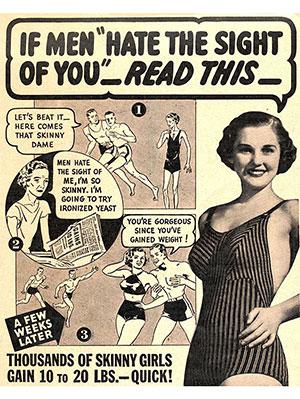 IF MEN "HATE THE SIGHT
OF YOU"—READ THIS—
1
LET'S BEAT IT—
HERE COMES
THAT SKINNY
DAME
MEN HATE
THE SIGHT OF
ME, I'M SO
SKINNY. I'M
GOING TO TRY
IRONIZED YEAST
2
YOU'RE GORGEOUS
SINCE YOU'VE
GAINED WEIGHT!
A FEW
WEEKS
LATER
3
THOUSANDS OF SKINNY GIRLS
GAIN 10 TO 20 LBS.—QUICK!